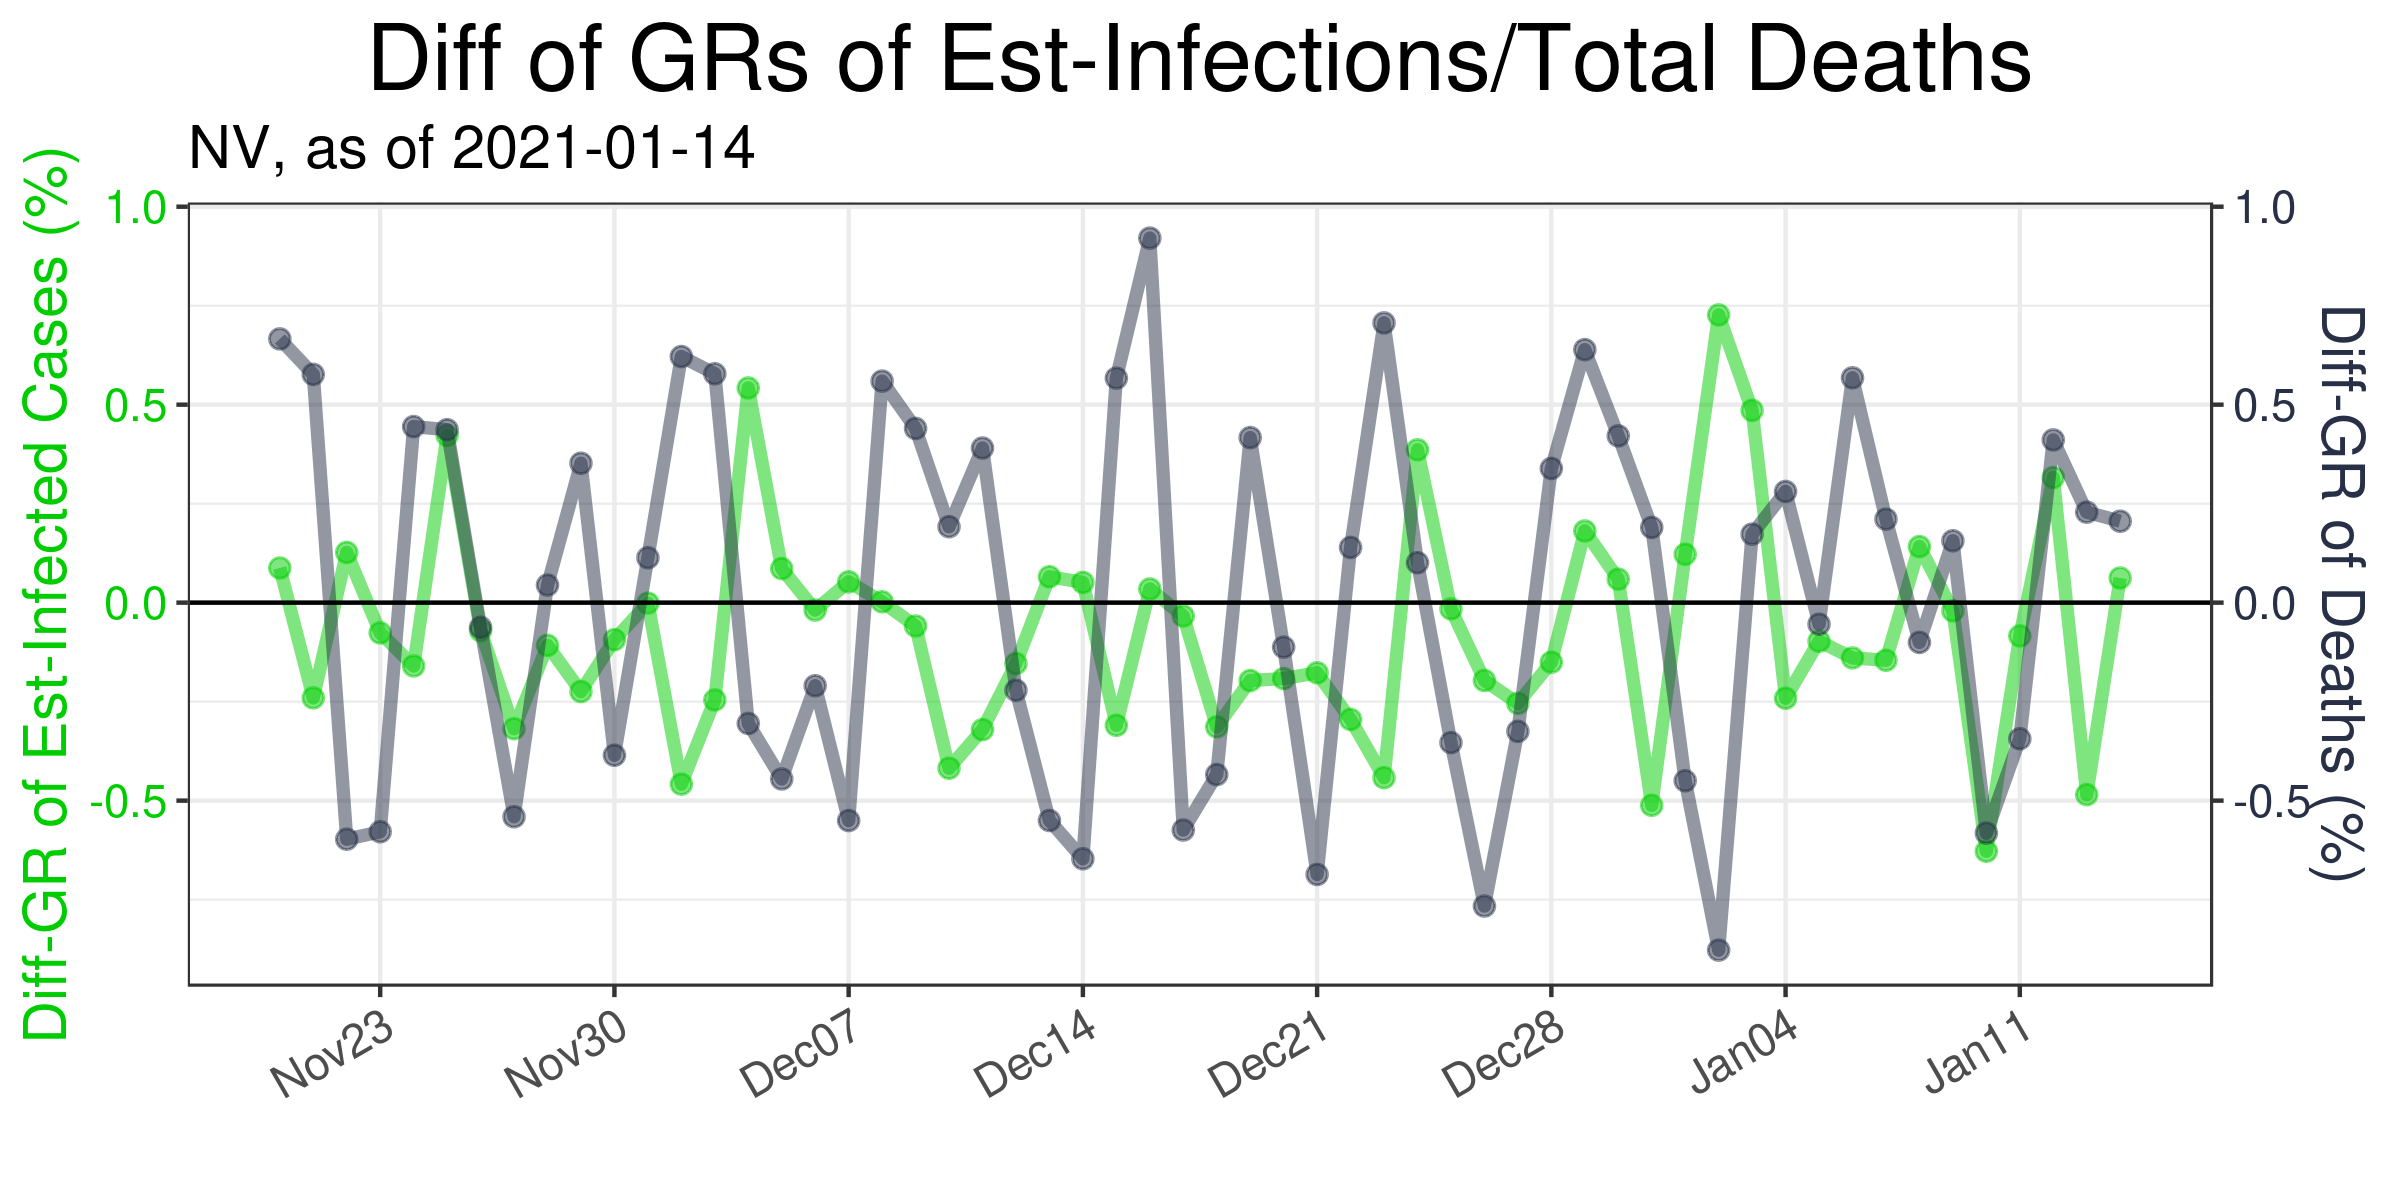 Diff of GRs of Est-Infections/Total Deaths
NV, as of 2021-01-14
Diff-GR of Est-Infected Cases (%)
1.0
0.5
0.0
-0.5
1.0
0.5
0.0
-0.5
Diff-GR of Deaths (%)
Nov23
Nov30
Dec07
Dec14
Dec21
Dec28
Jan04
Jan11